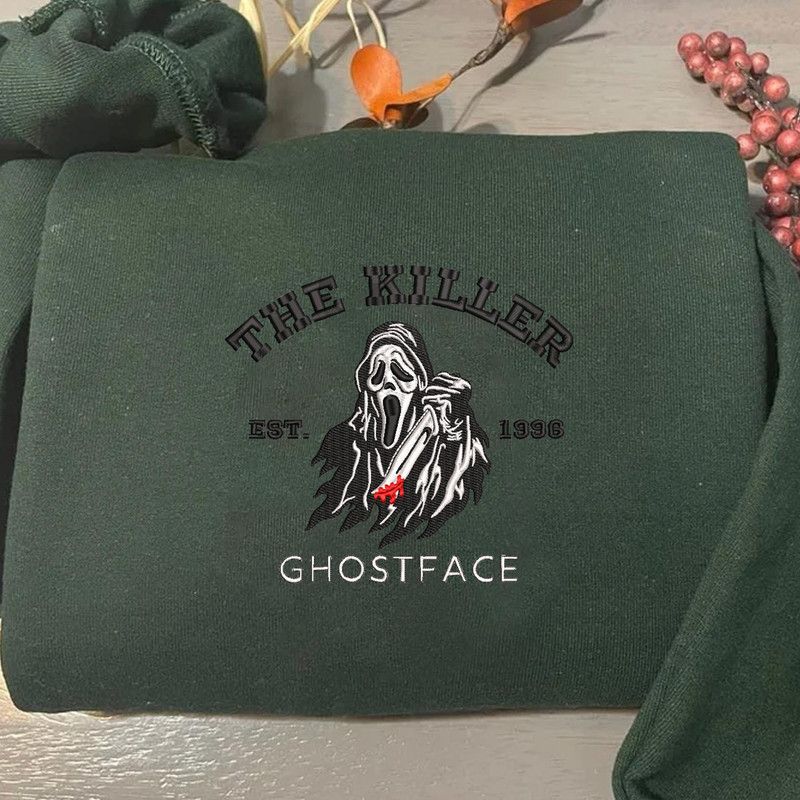 THE KILLER
EST. 1996
GHOSTFACE